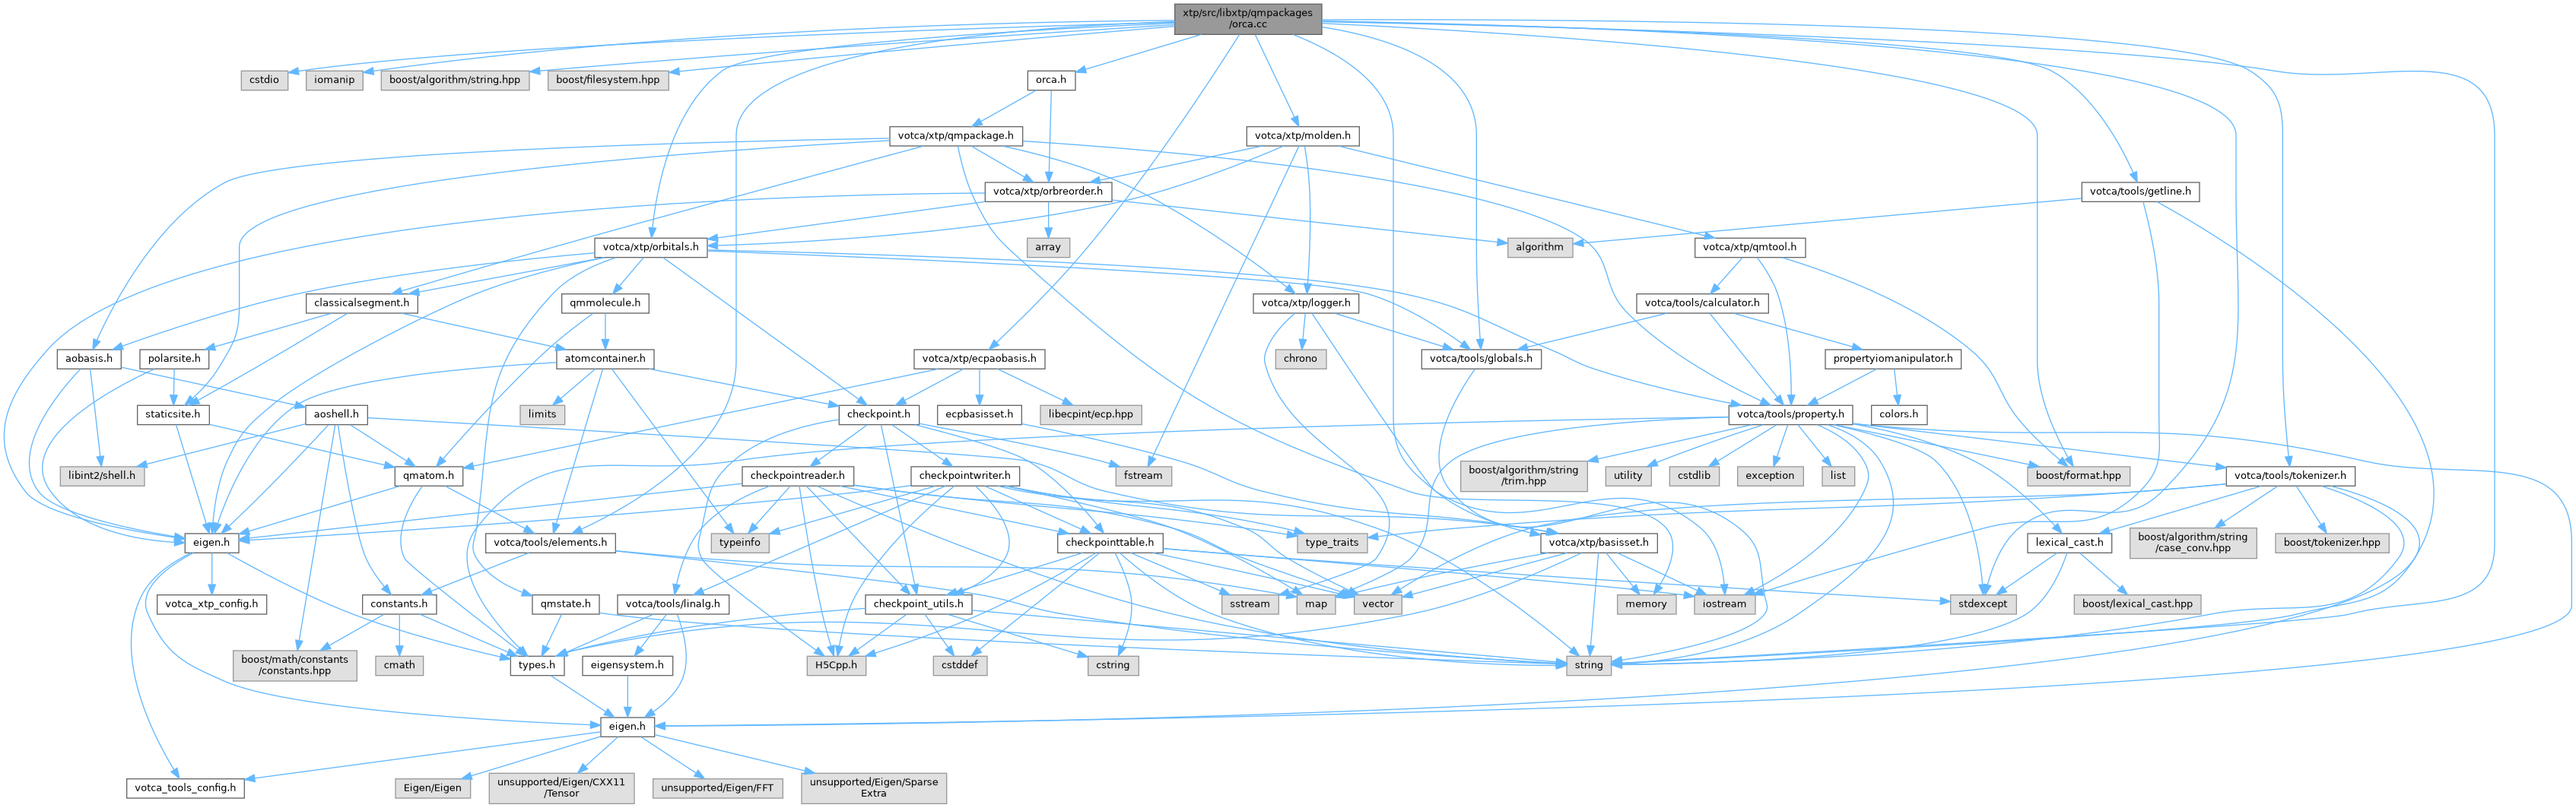 xtp/src/libxtp/qmpackages
/orca.cc
cstdio
iomanip
boost/algorithm/string.hpp
boost/filesystem.hpp
orca.h
votca/xtp/qmpackage.h
votca/xtp/molden.h
votca/xtp/orbreorder.h
votca/tools/getline.h
votca/xtp/orbitals.h
array
algorithm
votca/xtp/qmtool.h
classicalsegment.h
qmmolecule.h
votca/xtp/logger.h
votca/tools/calculator.h
aobasis.h
polarsite.h
atomcontainer.h
votca/xtp/ecpaobasis.h
chrono
votca/tools/globals.h
propertyiomanipulator.h
staticsite.h
aoshell.h
limits
checkpoint.h
ecpbasisset.h
libecpint/ecp.hpp
votca/tools/property.h
colors.h
libint2/shell.h
qmatom.h
checkpointreader.h
checkpointwriter.h
fstream
boost/algorithm/string
/trim.hpp
utility
cstdlib
exception
list
boost/format.hpp
votca/tools/tokenizer.h
eigen.h
votca/tools/elements.h
typeinfo
checkpointtable.h
type_traits
votca/xtp/basisset.h
lexical_cast.h
boost/algorithm/string
/case_conv.hpp
boost/tokenizer.hpp
votca_xtp_config.h
constants.h
qmstate.h
votca/tools/linalg.h
checkpoint_utils.h
sstream
map
vector
memory
iostream
stdexcept
boost/lexical_cast.hpp
boost/math/constants
/constants.hpp
cmath
types.h
eigensystem.h
H5Cpp.h
cstddef
cstring
string
eigen.h
votca_tools_config.h
Eigen/Eigen
unsupported/Eigen/CXX11
/Tensor
unsupported/Eigen/FFT
unsupported/Eigen/Sparse
Extra